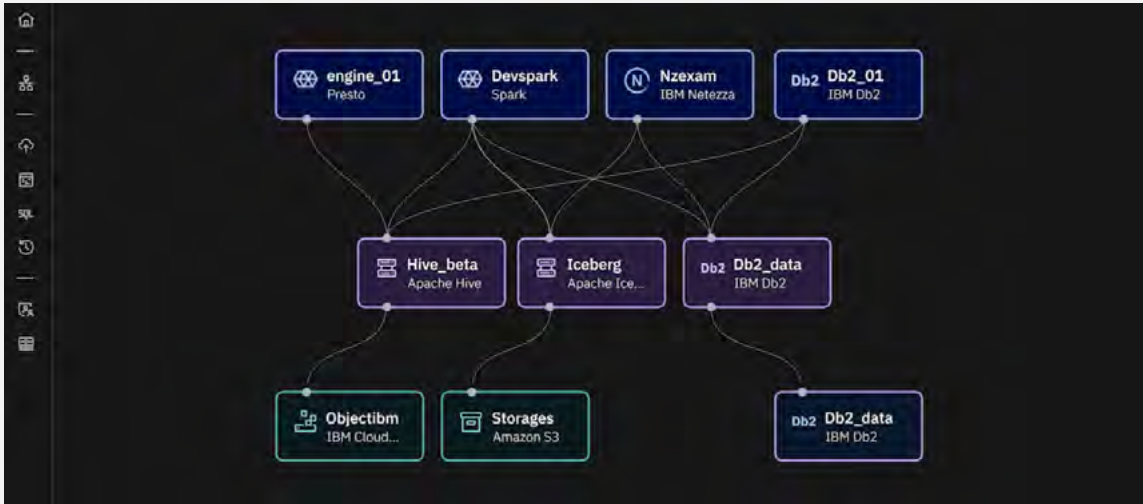 engine_01
Presto
Devspark
Spark
N
Nzexam
IBM Netezza
Db2
Db2_01
IBM Db2
SQL
Hive_beta
Apache Hive
Iceberg
Apache Ice...
Db2
Db2_data
IBM Db2
Objectibm
IBM Cloud...
Storages
Amazon S3
Db2
Db2_data
IBM Db2